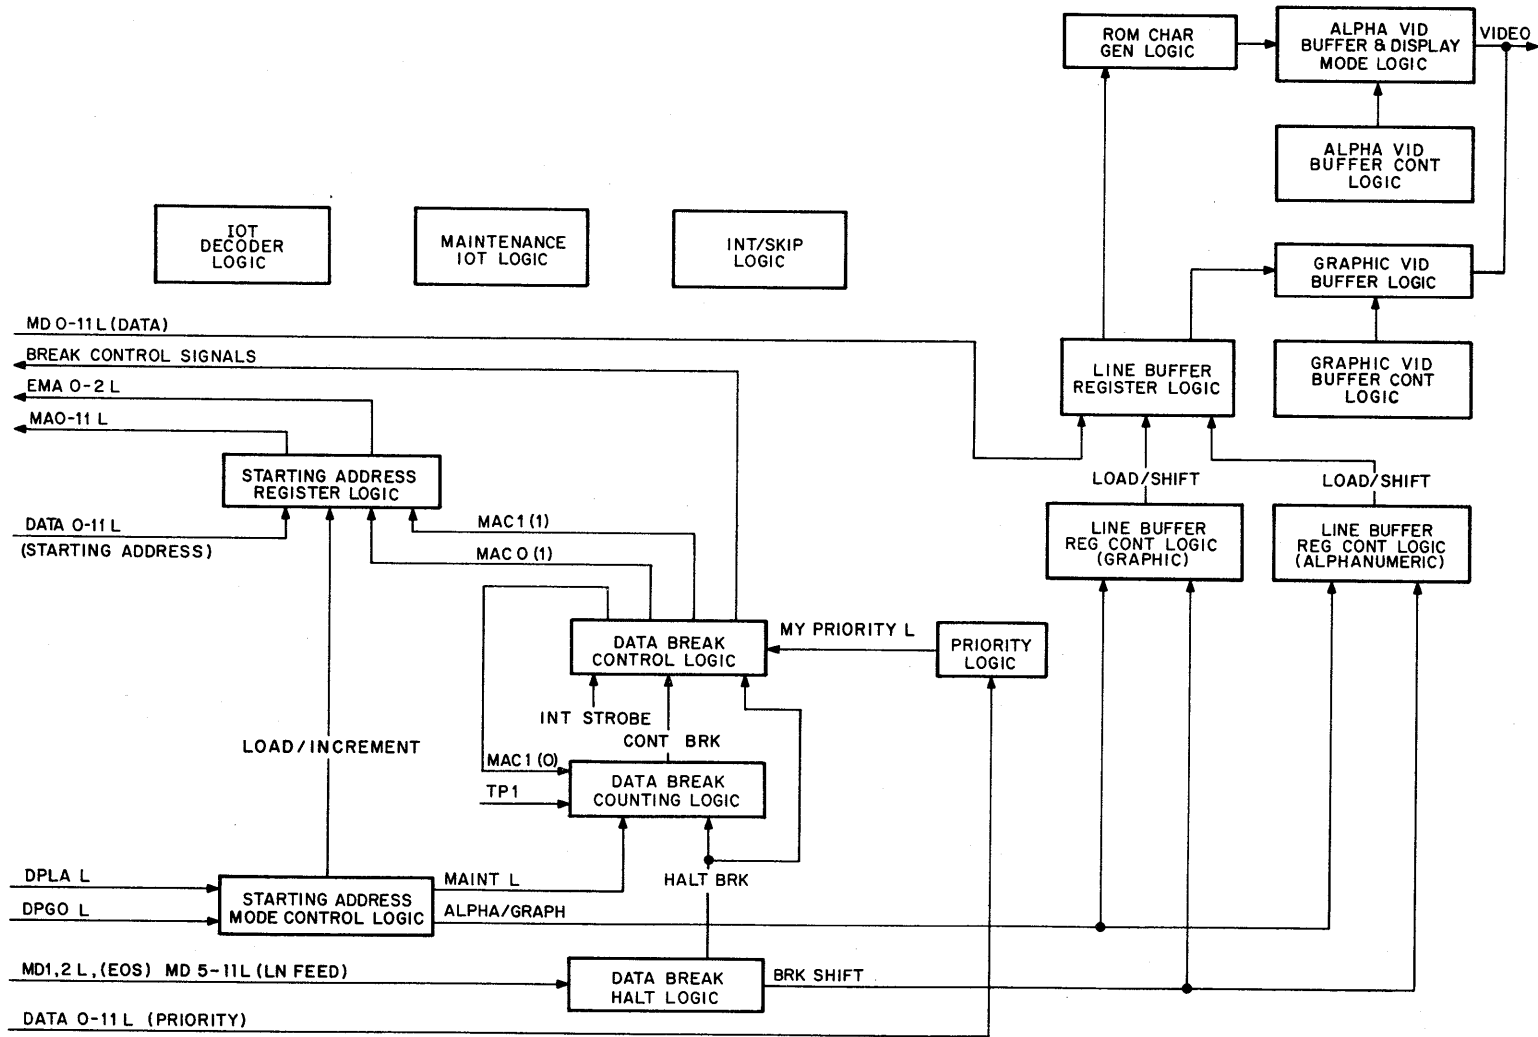 ROM CHAR
GEN LOGIC
ALPHA VID
BUFFER & DISPLAY
MODE LOGIC
VIDEO
ALPHA VID
BUFFER CONT
LOGIC
IOT
DECODER
LOGIC
MAINTENANCE
IOT LOGIC
INT/SKIP
LOGIC
GRAPHIC VID
BUFFER LOGIC
MD 0-11 L (DATA)
BREAK CONTROL SIGNALS
EMA 0-2 L
MA0-11 L
LINE BUFFER
REGISTER LOGIC
GRAPHIC VID
BUFFER CONT
LOGIC
STARTING ADDRESS
REGISTER LOGIC
LOAD/SHIFT
LOAD/SHIFT
DATA 0-11 L
(STARTING ADDRESS)
MAC1 (1)
MAC 0 (1)
LINE BUFFER
REG CONT LOGIC
(GRAPHIC)
LINE BUFFER
REG CONT LOGIC
(ALPHANUMERIC)
DATA BREAK
CONTROL LOGIC
MY PRIORITY L
PRIORITY
LOGIC
INT STROBE
CONT BRK
LOAD/INCREMENT
MAC1 (0)
TP1
DATA BREAK
COUNTING LOGIC
DPLA L
DPGO L
STARTING ADDRESS
MODE CONTROL LOGIC
MAINT L
HALT BRK
ALPHA/GRAPH
MD1,2 L, (EOS) MD 5-11L (LN FEED)
DATA BREAK
HALT LOGIC
BRK SHIFT
DATA 0-11 L (PRIORITY)